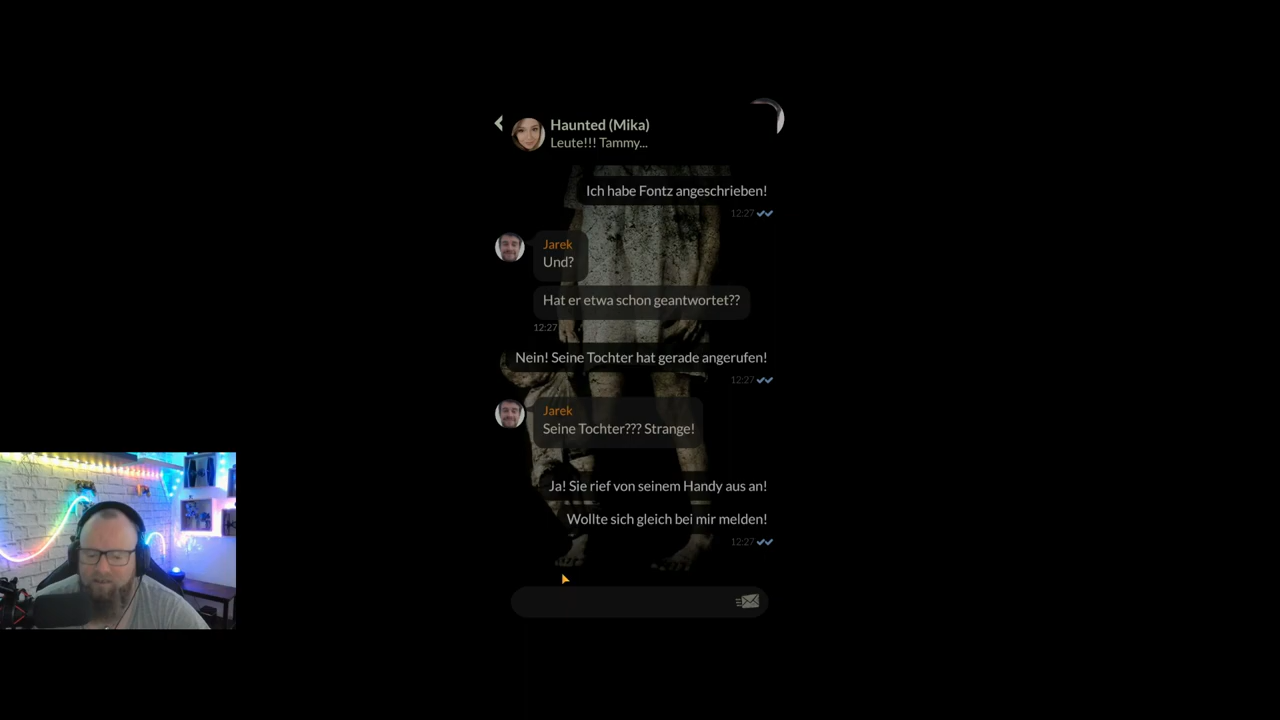 Haunted (Mika)
Leute!!! Tammy...
Ich habe Fontz angeschrieben!
12:27
Jarek
Und?
Hat er etwa schon geantwortet??
12:27
Nein! Seine Tochter hat gerade angerufen!
12:27
Jarek
Seine Tochter??? Strange!
Ja! Sie rief von seinem Handy aus an!
Wollte sich gleich bei mir melden!
12:27